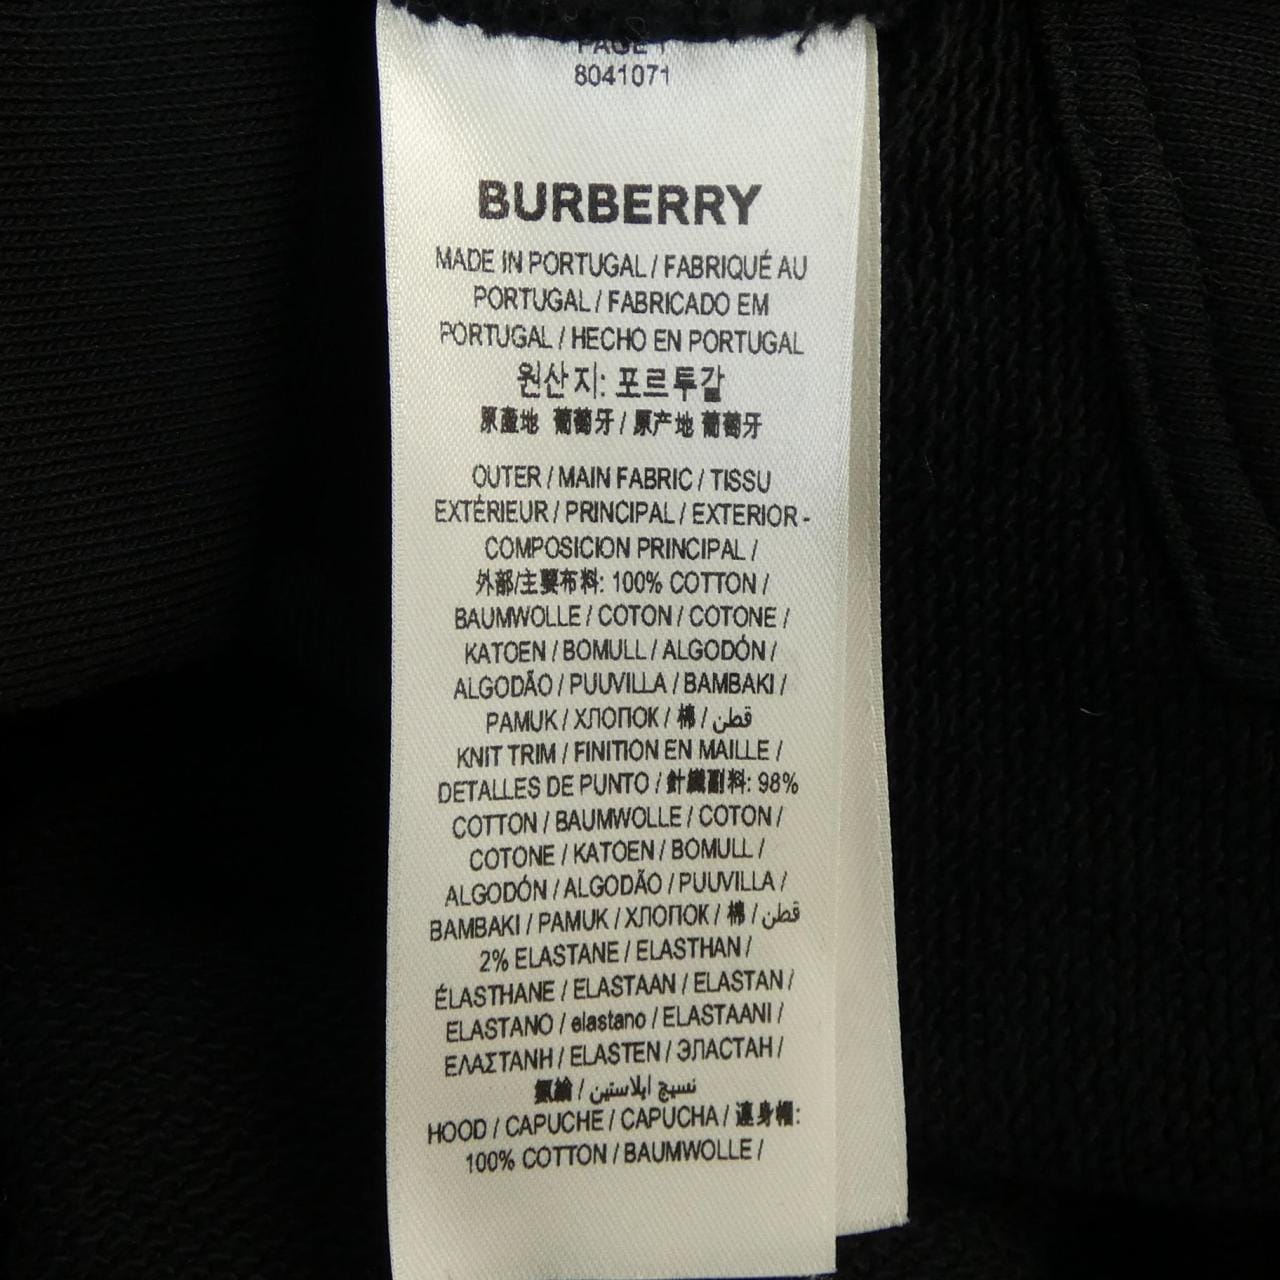 PAGE 1
8041071
BURBERRY
MADE IN PORTUGAL / FABRIQUÉ AU
PORTUGAL / FABRICADO EM
PORTUGAL / HECHO EN PORTUGAL
원산지: 포르투갈
原產地 葡萄牙 / 原产地 葡萄牙
OUTER / MAIN FABRIC / TISSU
EXTÉRIEUR / PRINCIPAL / EXTERIOR -
COMPOSICION PRINCIPAL /
外部/主要布料: 100% COTTON /
BAUMWOLLE / COTON / COTONE /
KATOEN / BOMULL / ALGODÓN /
ALGODÃO / PUUVILLA / BAMBAKI /
PAMUK / ХЛОПОК / 棉 / قطن
KNIT TRIM / FINITION EN MAILLE /
DETALLES DE PUNTO / 針織副料: 98%
COTTON / BAUMWOLLE / COTON /
COTONE / KATOEN / BOMULL /
ALGODÓN / ALGODÃO / PUUVILLA /
BAMBAKI / PAMUK / ХЛОПОК / 棉 / قطن
2% ELASTANE / ELASTHAN /
ÉLASTHANE / ELASTAAN / ELASTAN /
ELASTANO / elastano / ELASTAANI /
ΕΛΑΣΤΑΝΗ / ELASTEN / ЭЛАСТАН /
氨綸 / نسيج ايلاستين
HOOD / CAPUCHE / CAPUCHA / 連身帽:
100% COTTON / BAUMWOLLE /